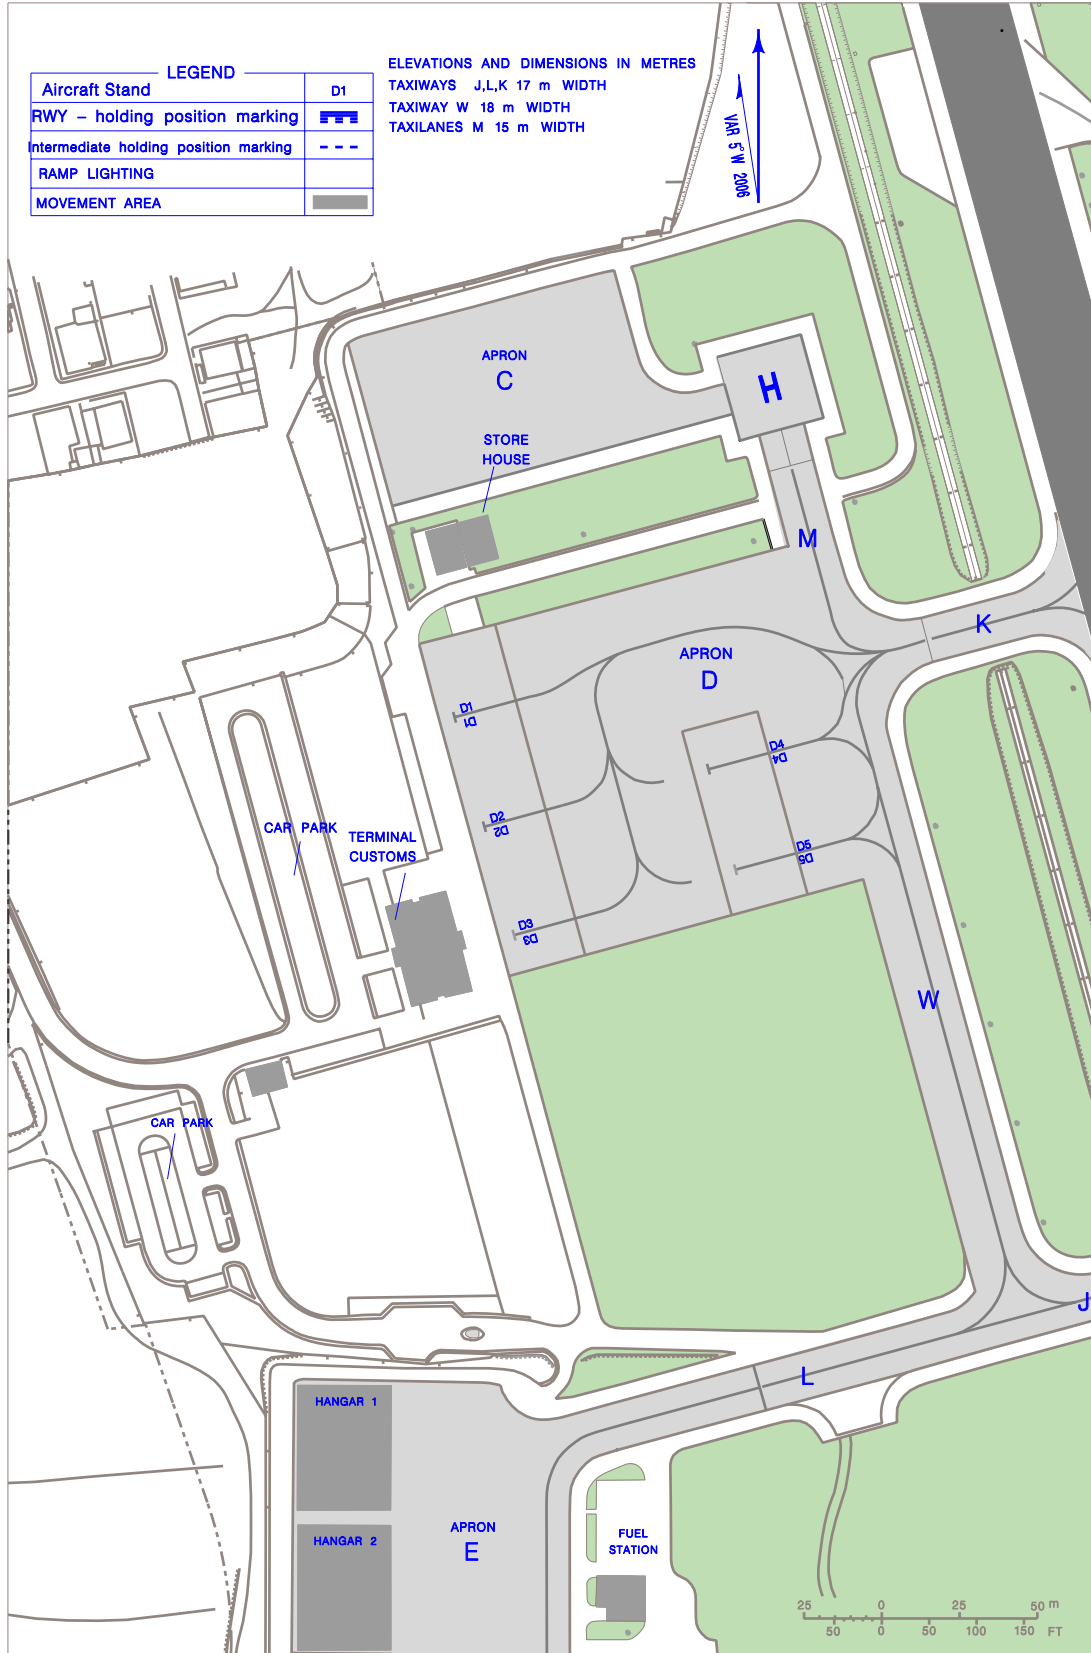 LEGEND
Aircraft Stand D1
RWY – holding position marking
Intermediate holding position marking
RAMP LIGHTING
MOVEMENT AREA
ELEVATIONS AND DIMENSIONS IN METRES
TAXIWAYS J,L,K 17 m WIDTH
TAXIWAY W 18 m WIDTH
TAXILANES M 15 m WIDTH
VAR 5°W 2006
APRON
C
H
STORE
HOUSE
M
K
APRON
D
D1
D1
D4
D4
D2
D2
CAR PARK
TERMINAL
CUSTOMS
D5
D5
D3
D3
W
CAR PARK
J
L
HANGAR 1
APRON
E
HANGAR 2
FUEL
STATION
25 0 25 50 m
50 0 50 100 150 FT